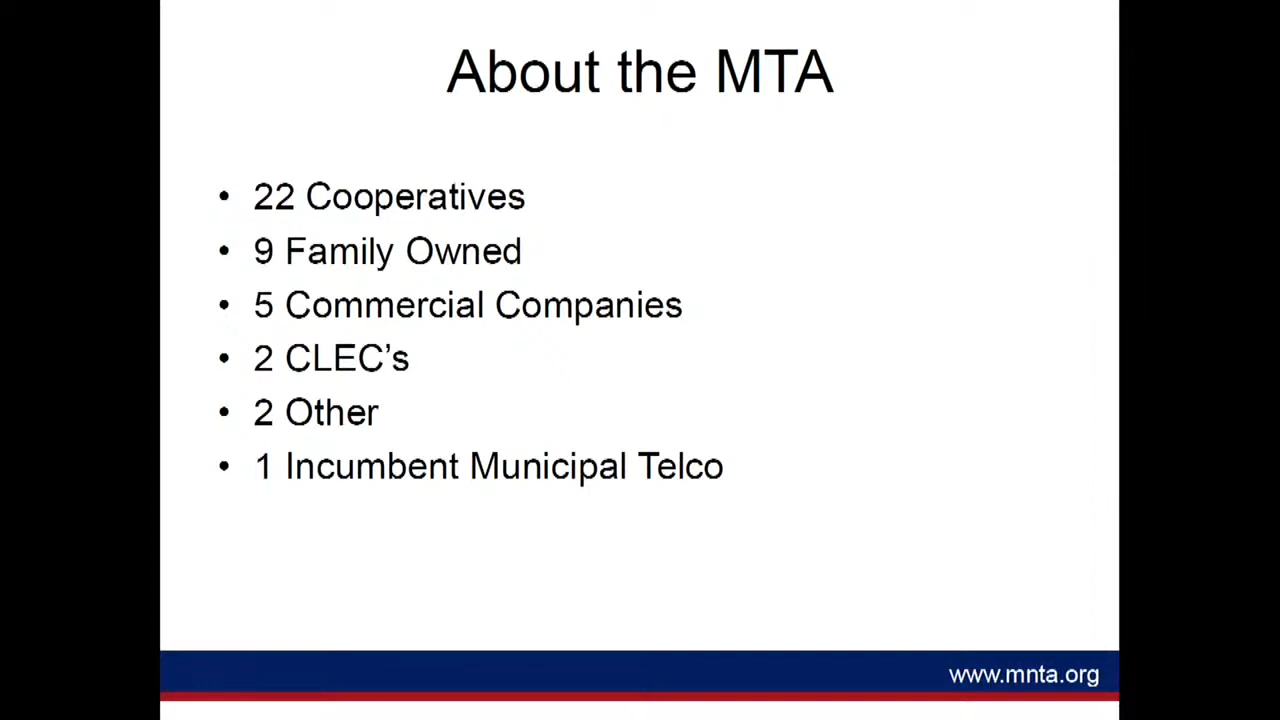 About the MTA
• 22 Cooperatives
• 9 Family Owned
• 5 Commercial Companies
• 2 CLEC’s
• 2 Other
• 1 Incumbent Municipal Telco
www.mnta.org